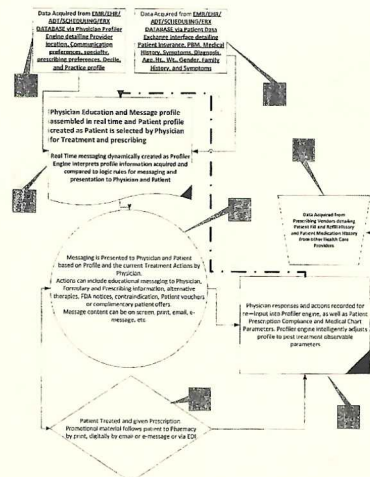 Data Acquired from EMR/EHR/
ADT/SCHEDULING/ERX
DATABASE via Physician Profiler
Engine detailing Provider
location, Communication
preferences, specialty,
prescribing preferences, Decile,
and Practice profile
Data Acquired from EMR/EHR/
ADT/SCHEDULING/ERX
DATABASE via Patient Data
Exchange Interface detailing
Patient Insurance, PBM, Medical
History, Symptoms, Diagnosis,
Age, Ht., Wt., Gender, Family
History, and Symptoms
Physician Education and Message profile
assembled in real time and Patient profile
created as Patient is selected by Physician
for Treatment and prescribing
Real Time messaging dynamically created as Profiler
Engine interprets profile information acquired and
compared to logic rules for messaging and
presentation to Physician and Patient
Messaging is Presented to Physician and Patient
based on Profile and the current Treatment Actions by
Physician.
Actions can include educational messaging to Physician,
Formulary and Prescribing information, alternative
therapies, FDA notices, contraindication, Patient vouchers
or complimentary patient offers.
Message content can be on screen, print, email, e-
message, etc.
Data Acquired from
Prescribing Vendors detailing
Patient Fill and Refill History
and Patient Medication History
from other Health Care
Providers
Physician responses and actions recorded for
re-input into Profiler engine, as well as Patient
Prescription Compliance and Medical Chart
Parameters. Profiler engine intelligently adjusts
profile to post treatment observable
parameters.
Patient Treated and given Prescription
Promotional material follows patient to Pharmacy
by print, digitally by email or e-message or via EDI